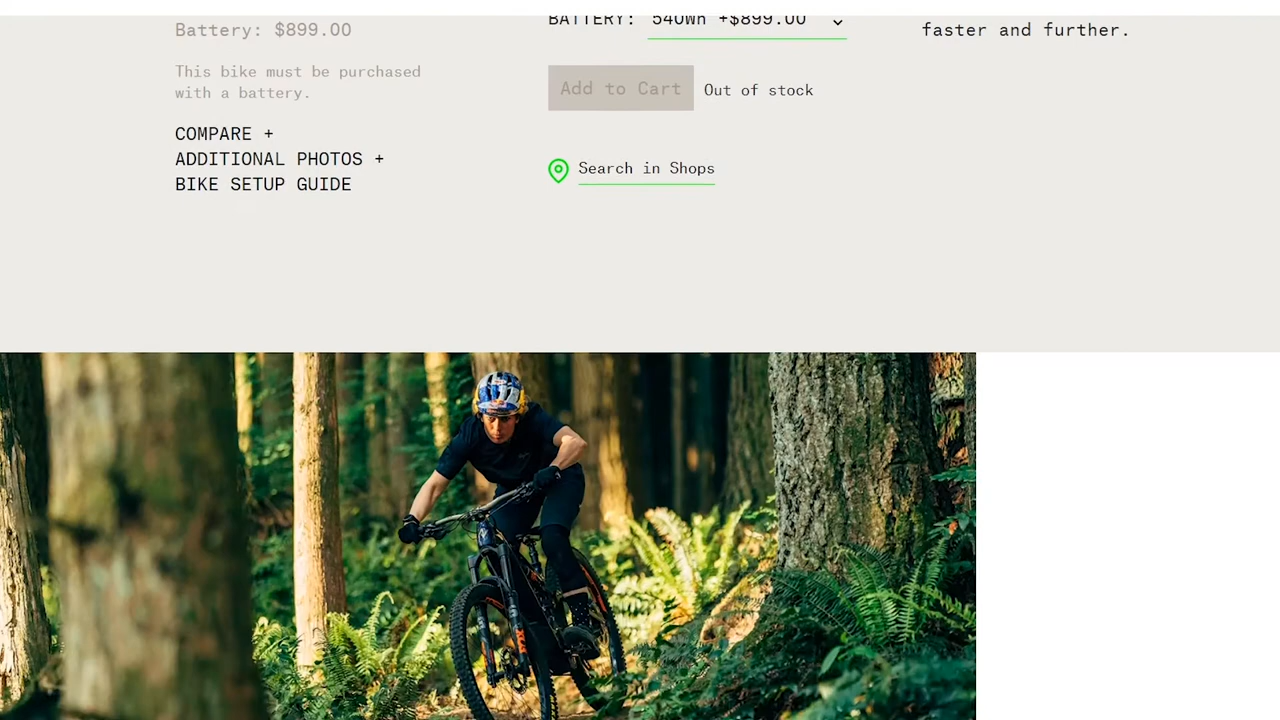 Battery: $899.00
This bike must be purchased
with a battery.
COMPARE +
ADDITIONAL PHOTOS +
BIKE SETUP GUIDE
BATTERY: 540Wh +$899.00
Add to Cart Out of stock
Search in Shops
faster and further.